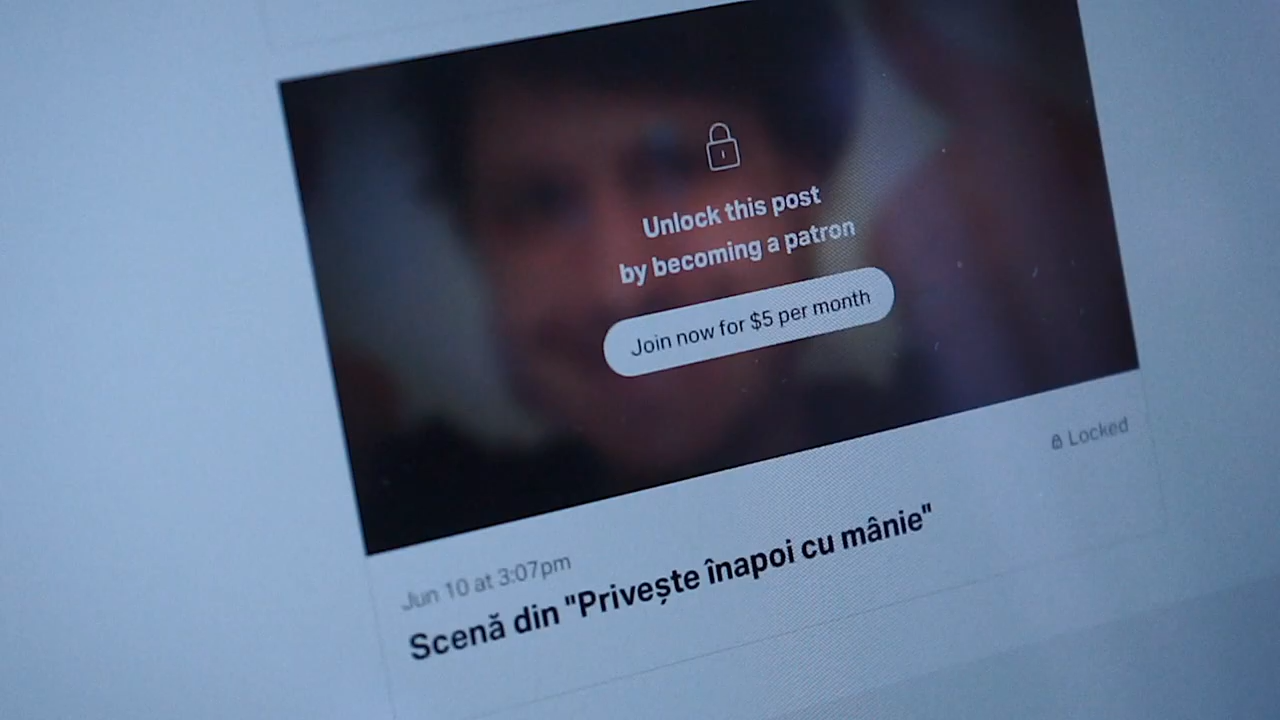 Unlock this post
by becoming a patron
Join now for $5 per month
Locked
Jun 10 at 3:07pm
Scenă din "Privește înapoi cu mânie"